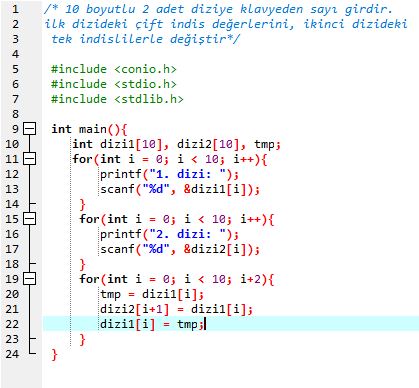 1 /* 10 boyutlu 2 adet diziye klavyeden sayı girdir.
2 ilk dizideki çift indis değerlerini, ikinci dizideki
3 tek indislilerle değiştir*/
4
5 #include <conio.h>
6 #include <stdio.h>
7 #include <stdlib.h>
8
9 int main(){
10 int dizi1[10], dizi2[10], tmp;
11 for(int i = 0; i < 10; i++){
12 printf("1. dizi: ");
13 scanf("%d", &dizi1[i]);
14 }
15 for(int i = 0; i < 10; i++){
16 printf("2. dizi: ");
17 scanf("%d", &dizi2[i]);
18 }
19 for(int i = 0; i < 10; i+2){
20 tmp = dizi1[i];
21 dizi2[i+1] = dizi1[i];
22 dizi1[i] = tmp;
23 }
24 }